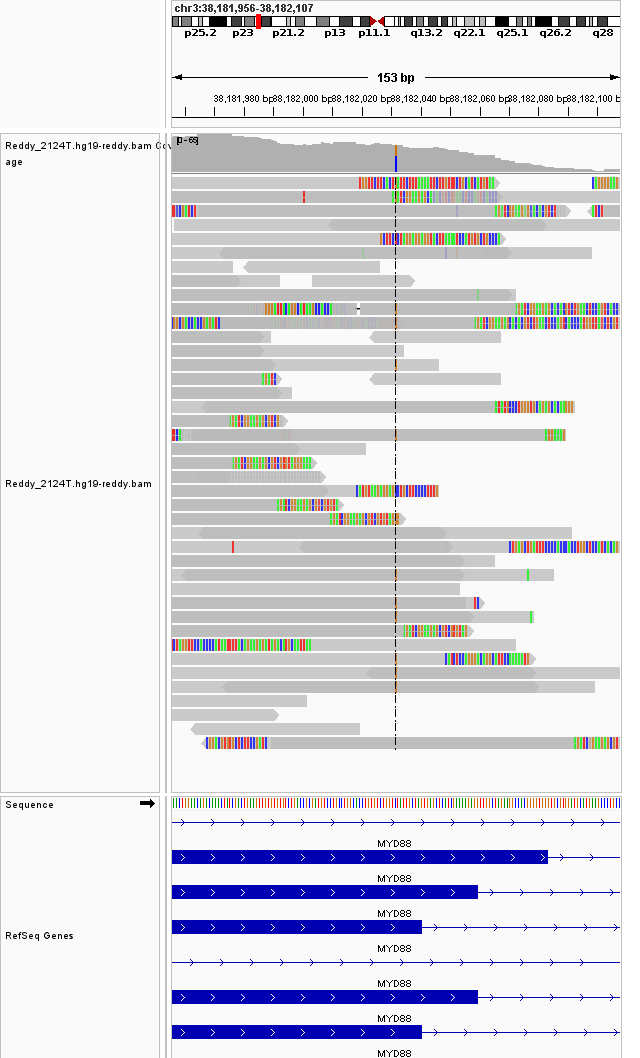 chr3:38,181,956-38,182,107
p25.2 p23 p21.2 p13 p11.1 q13.2 q22.1 q25.1 q26.2 q28
153 bp
38,181,980 bp 38,182,000 bp 38,182,020 bp 38,182,040 bp 38,182,060 bp 38,182,080 bp 38,182,100 b
Reddy_2124T.hg19-reddy.bam Cov
age
Reddy_2124T.hg19-reddy.bam
Sequence
MYD88
MYD88
MYD88
RefSeq Genes
MYD88
MYD88
MYD88
MYD88